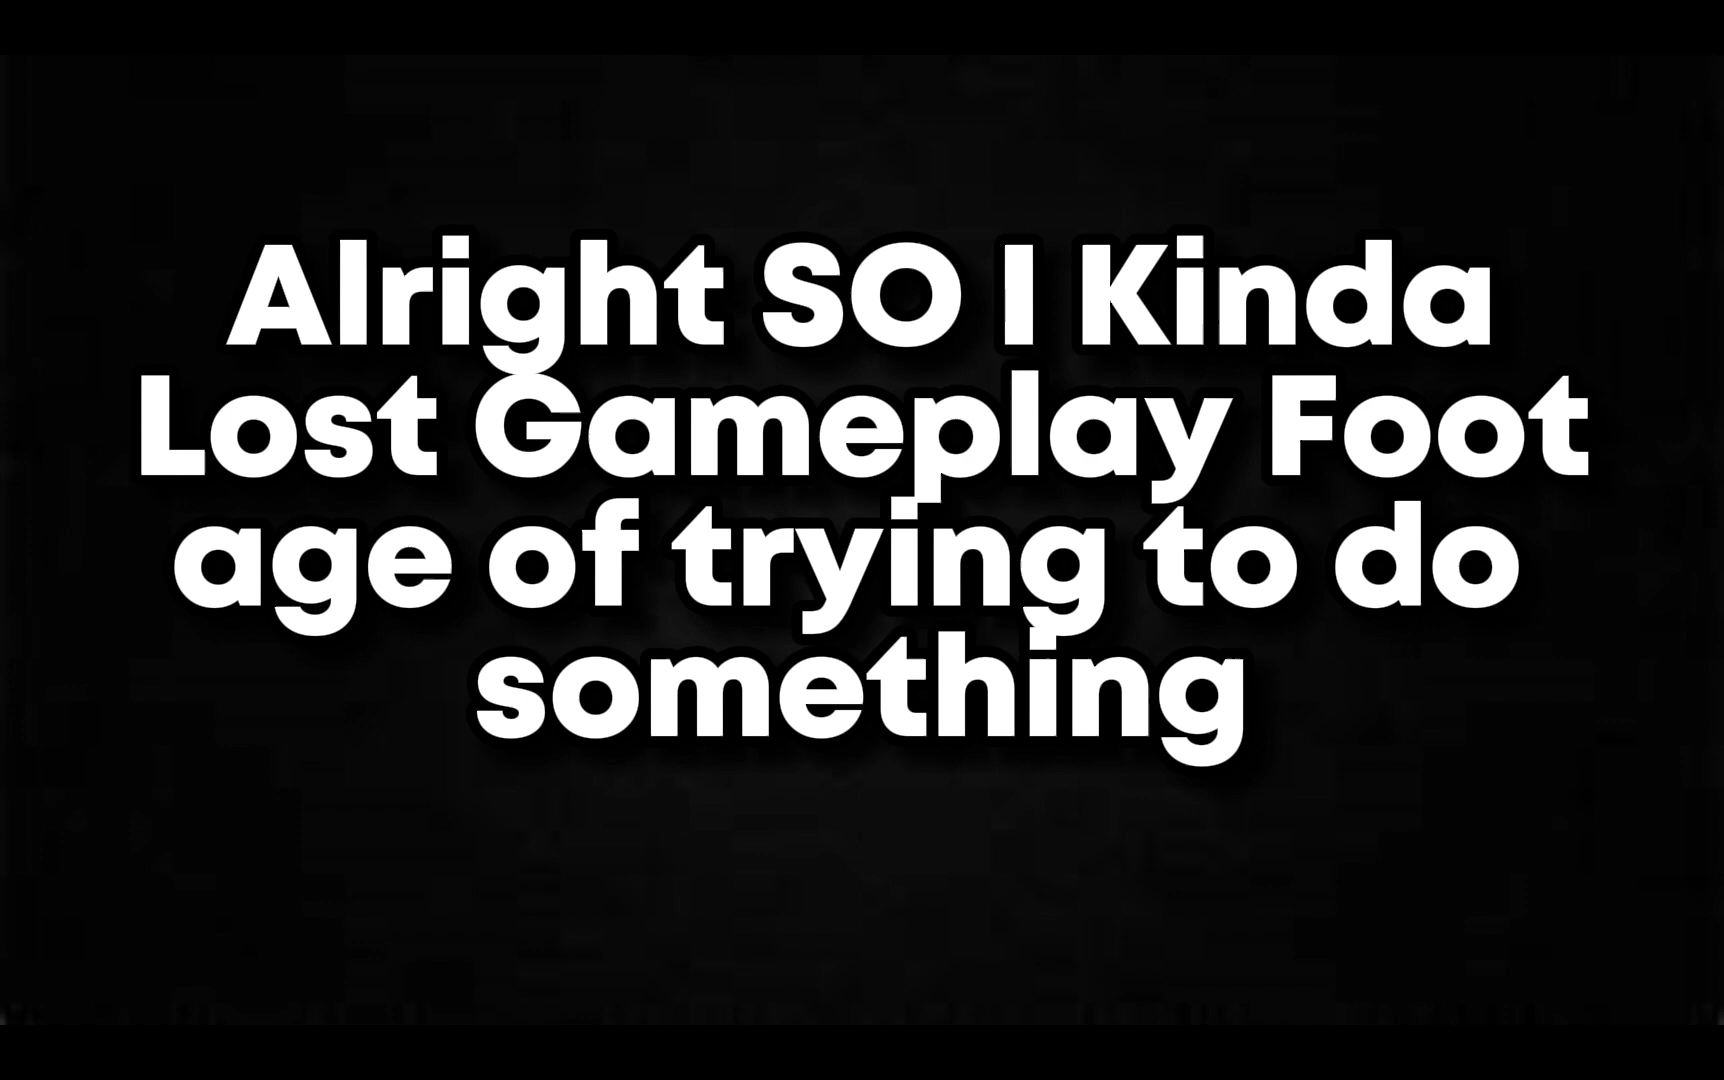 Alright SO I Kinda
Lost Gameplay Foot
age of trying to do
something